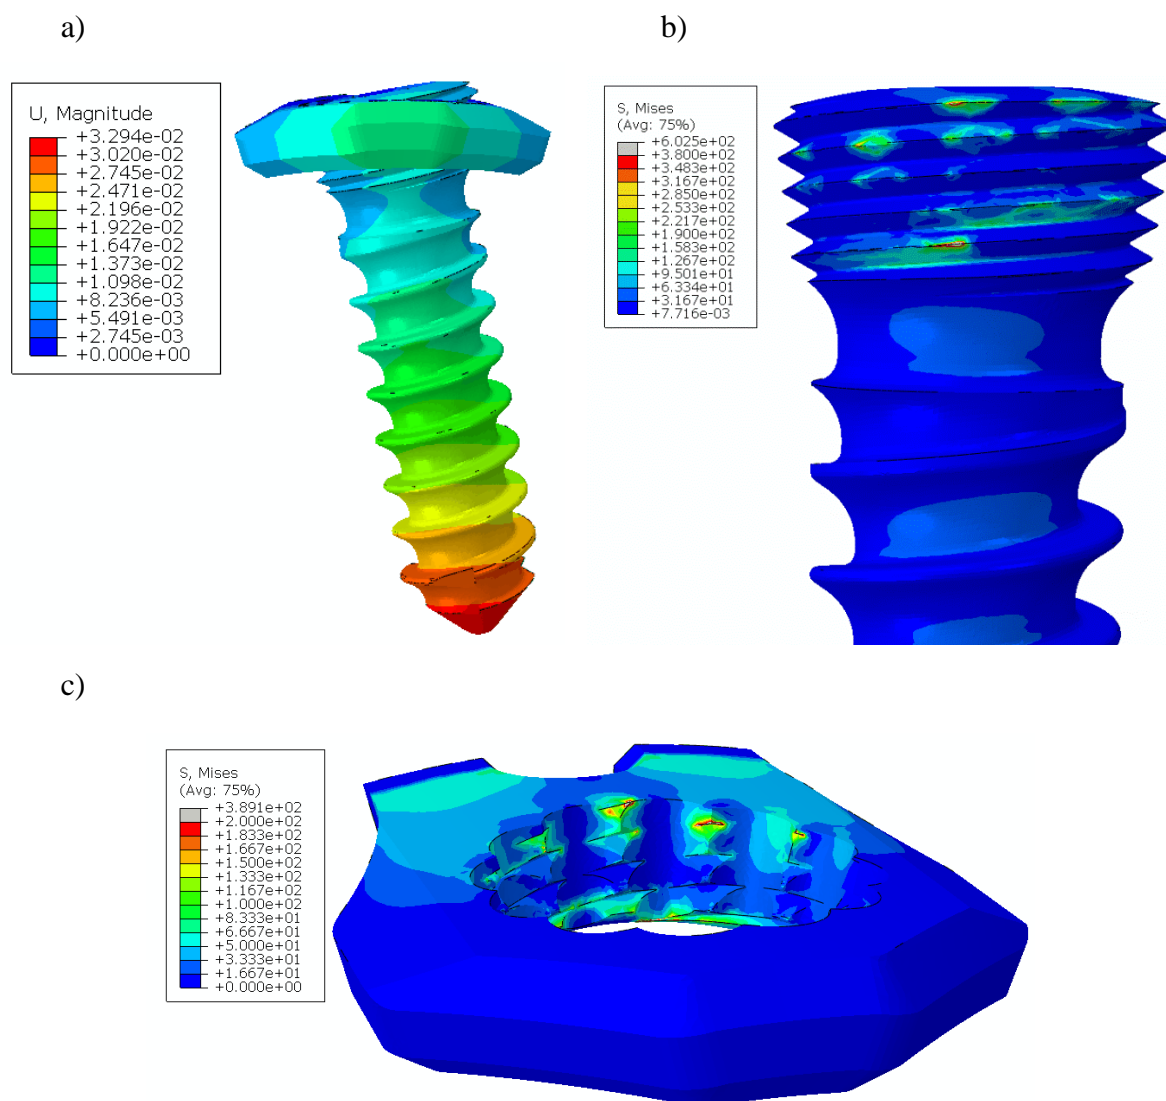 a)
b)
U, Magnitude
+3.294e-02
+3.020e-02
+2.745e-02
+2.471e-02
+2.196e-02
+1.922e-02
+1.647e-02
+1.373e-02
+1.098e-02
+8.236e-03
+5.491e-03
+2.745e-03
+0.000e+00
S, Mises
(Avg: 75%)
+6.025e+02
+3.800e+02
+3.483e+02
+3.167e+02
+2.850e+02
+2.533e+02
+2.217e+02
+1.900e+02
+1.583e+02
+1.267e+02
+9.501e+01
+6.334e+01
+3.167e+01
+7.716e-03
c)
S, Mises
(Avg: 75%)
+3.891e+02
+2.000e+02
+1.833e+02
+1.667e+02
+1.500e+02
+1.333e+02
+1.167e+02
+1.000e+02
+8.333e+01
+6.667e+01
+5.000e+01
+3.333e+01
+1.667e+01
+0.000e+00